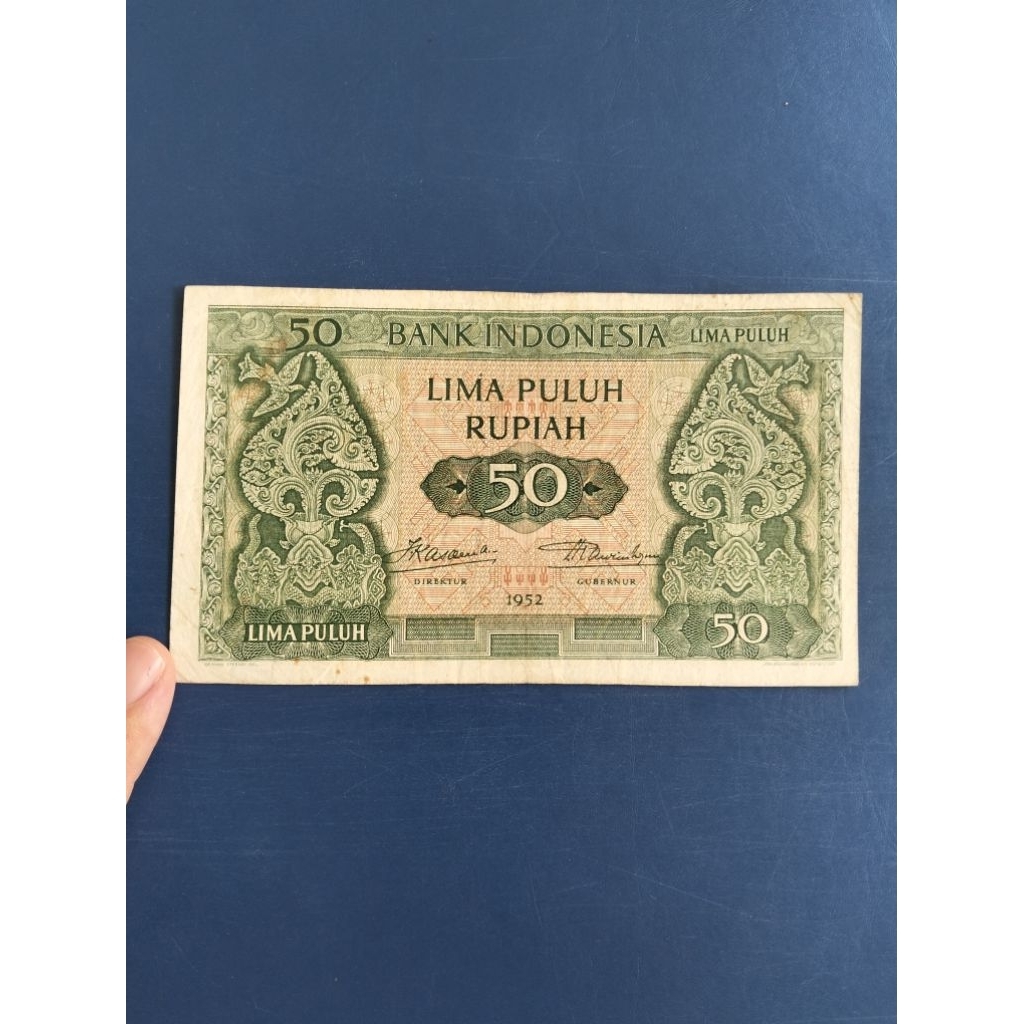 50 BANK INDONESIA LIMA PULUH
LIMA PULUH
RUPIAH
50
DIREKTUR GUBERNUR
1952
LIMA PULUH 50